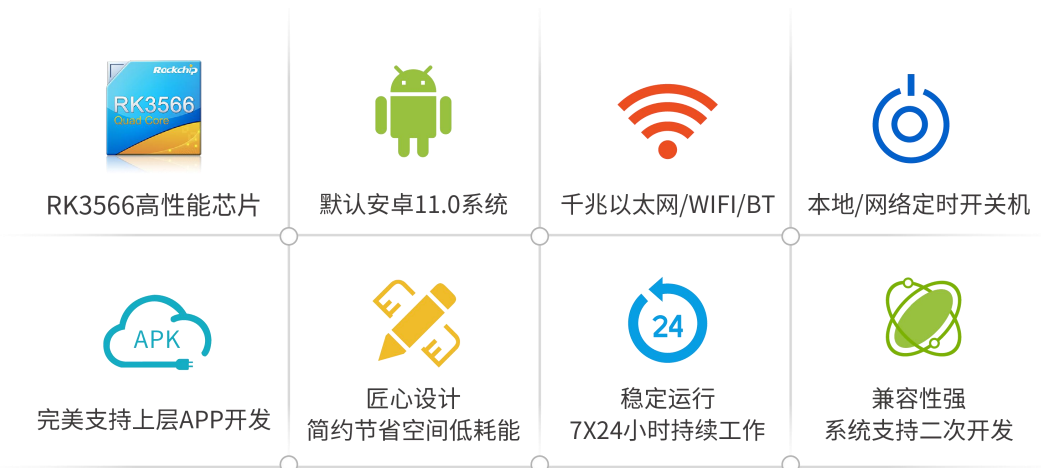 Rockchip
RK3566
Quad Core
RK3566高性能芯片
默认安卓11.0系统
千兆以太网/WIFI/BT
本地/网络定时开关机
APK
完美支持上层APP开发
匠心设计
简约节省空间低耗能
24
稳定运行
7X24小时持续工作
兼容性强
系统支持二次开发